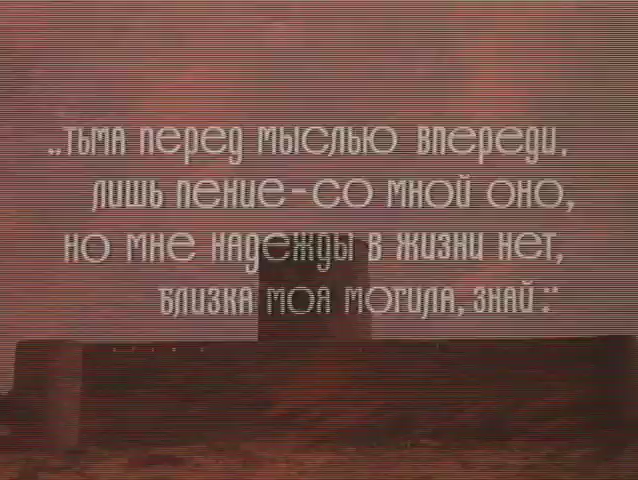 „тьма перед мыслью впереди.
лишь пение-со мной оно,
но мне надежды в жизни нет,
близка моя могила, знай:"